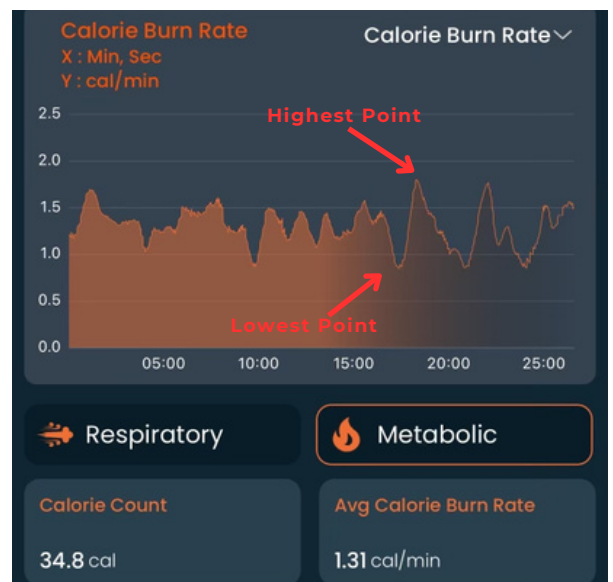 Calorie Burn Rate
Calorie Burn Rate
X : Min, Sec
Y : cal/min
2.5
Highest Point
2.0
1.5
1.0
0.5
Lowest Point
0.0
05:00 10:00 15:00 20:00 25:00
Respiratory
Metabolic
Calorie Count
Avg Calorie Burn Rate
34.8 cal
1.31 cal/min